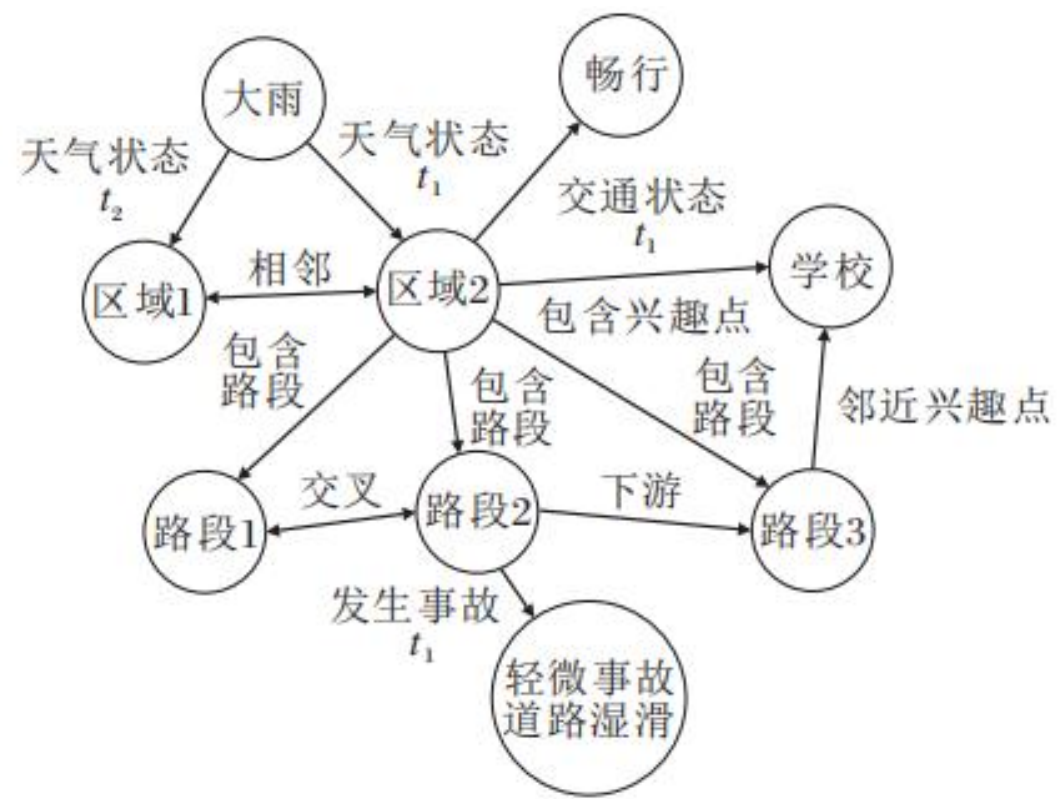 大雨
畅行
天气状态
t₂
天气状态
t₁
交通状态
t₁
区域1
相邻
区域2
学校
包含兴趣点
包含
路段
包含
路段
包含
路段
邻近兴趣点
路段1
交叉
路段2
下游
路段3
发生事故
t₁
轻微事故
道路湿滑